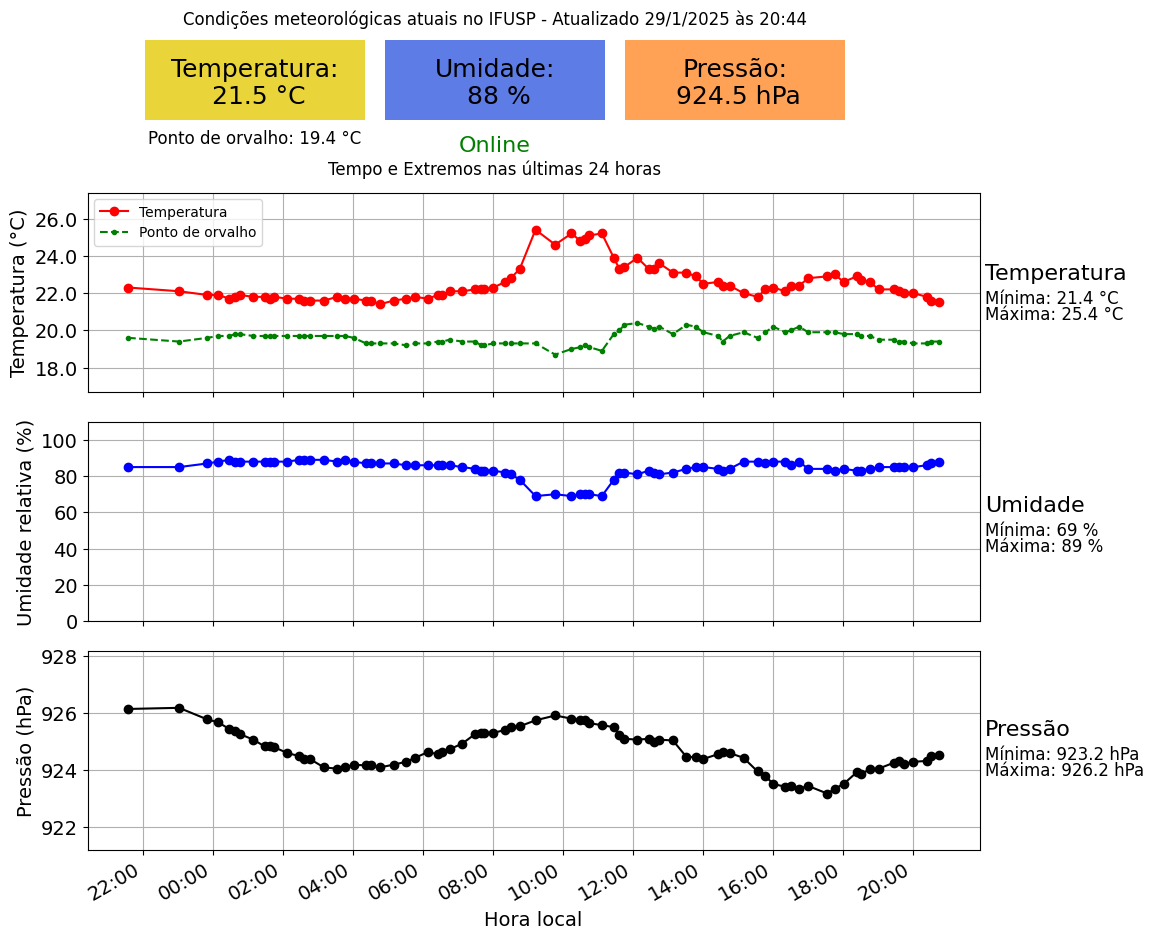 Condições meteorológicas atuais no IFUSP - Atualizado 29/1/2025 às 20:44
Temperatura:
21.5 °C
Umidade:
88 %
Pressão:
924.5 hPa
Ponto de orvalho: 19.4 °C
Online
Tempo e Extremos nas últimas 24 horas
Temperatura (°C)
26.0
24.0
22.0
20.0
18.0
Temperatura
Ponto de orvalho
Temperatura
Mínima: 21.4 °C
Máxima: 25.4 °C
Umidade relativa (%)
100
80
60
40
20
0
Umidade
Mínima: 69 %
Máxima: 89 %
Pressão (hPa)
928
926
924
922
Pressão
Mínima: 923.2 hPa
Máxima: 926.2 hPa
22:00 00:00 02:00 04:00 06:00 08:00 10:00 12:00 14:00 16:00 18:00 20:00
Hora local